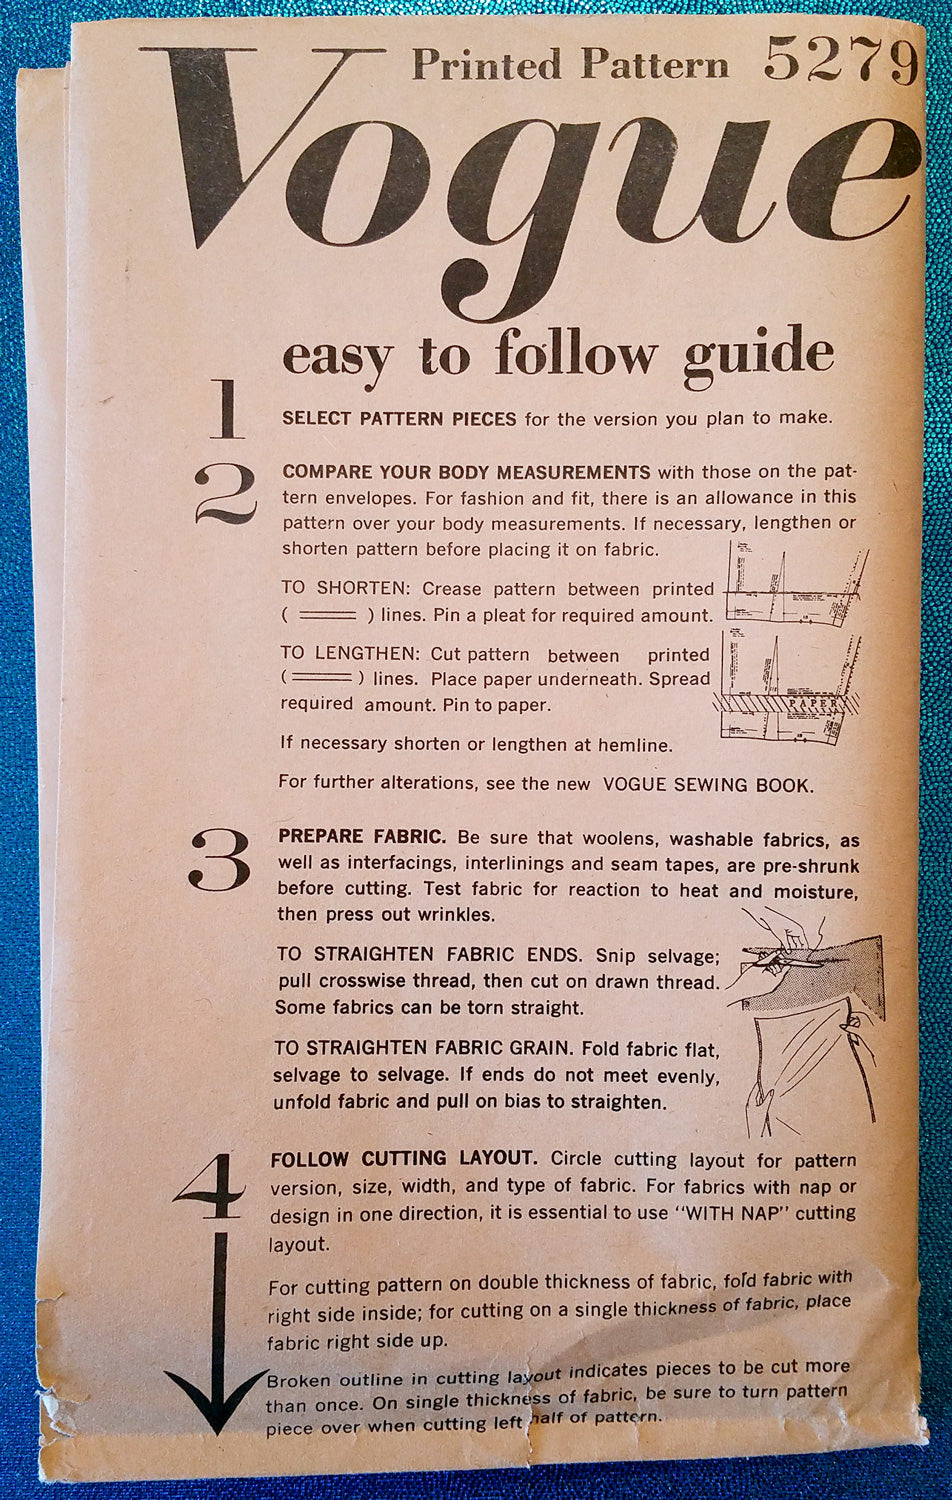 Printed Pattern 5279
Vogue
easy to follow guide
1
SELECT PATTERN PIECES for the version you plan to make.
2
COMPARE YOUR BODY MEASUREMENTS with those on the pat-
tern envelopes. For fashion and fit, there is an allowance in this
pattern over your body measurements. If necessary, lengthen or
shorten pattern before placing it on fabric.
TO SHORTEN: Crease pattern between printed
( ═════ ) lines. Pin a pleat for required amount.
TO LENGTHEN: Cut pattern between printed
( ═════ ) lines. Place paper underneath. Spread
required amount. Pin to paper.
PAPER
If necessary shorten or lengthen at hemline.
For further alterations, see the new VOGUE SEWING BOOK.
3
PREPARE FABRIC. Be sure that woolens, washable fabrics, as
well as interfacings, interlinings and seam tapes, are pre-shrunk
before cutting. Test fabric for reaction to heat and moisture,
then press out wrinkles.
TO STRAIGHTEN FABRIC ENDS. Snip selvage;
pull crosswise thread, then cut on drawn thread.
Some fabrics can be torn straight.
TO STRAIGHTEN FABRIC GRAIN. Fold fabric flat,
selvage to selvage. If ends do not meet evenly,
unfold fabric and pull on bias to straighten.
4
FOLLOW CUTTING LAYOUT. Circle cutting layout for pattern
version, size, width, and type of fabric. For fabrics with nap or
design in one direction, it is essential to use "WITH NAP" cutting
layout.
For cutting pattern on double thickness of fabric, fold fabric with
right side inside; for cutting on a single thickness of fabric, place
fabric right side up.
Broken outline in cutting layout indicates pieces to be cut more
than once. On single thickness of fabric, be sure to turn pattern
piece over when cutting left half of pattern.